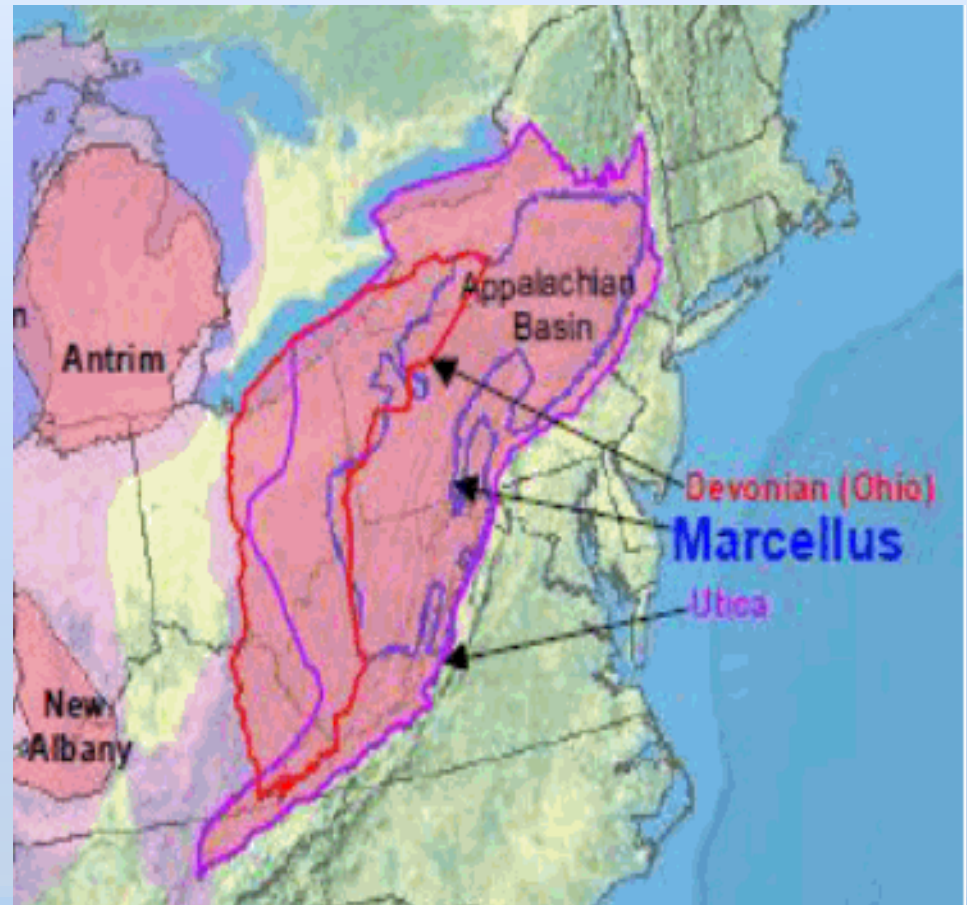 Appalachian
Basin
Antrim
Devonian (Ohio)
Marcellus
Utica
New
Albany